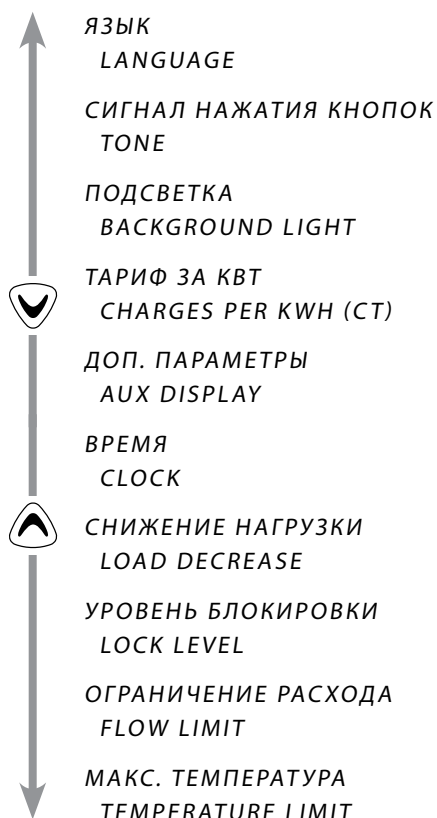 ЯЗЫК
LANGUAGE
СИГНАЛ НАЖАТИЯ КНОПОК
TONE
ПОДСВЕТКА
BACKGROUND LIGHT
ТАРИФ ЗА КВТ
CHARGES PER KWH (CT)
ДОП. ПАРАМЕТРЫ
AUX DISPLAY
ВРЕМЯ
CLOCK
СНИЖЕНИЕ НАГРУЗКИ
LOAD DECREASE
УРОВЕНЬ БЛОКИРОВКИ
LOCK LEVEL
ОГРАНИЧЕНИЕ РАСХОДА
FLOW LIMIT
МАКС. ТЕМПЕРАТУРА
TEMPERATURE LIMIT